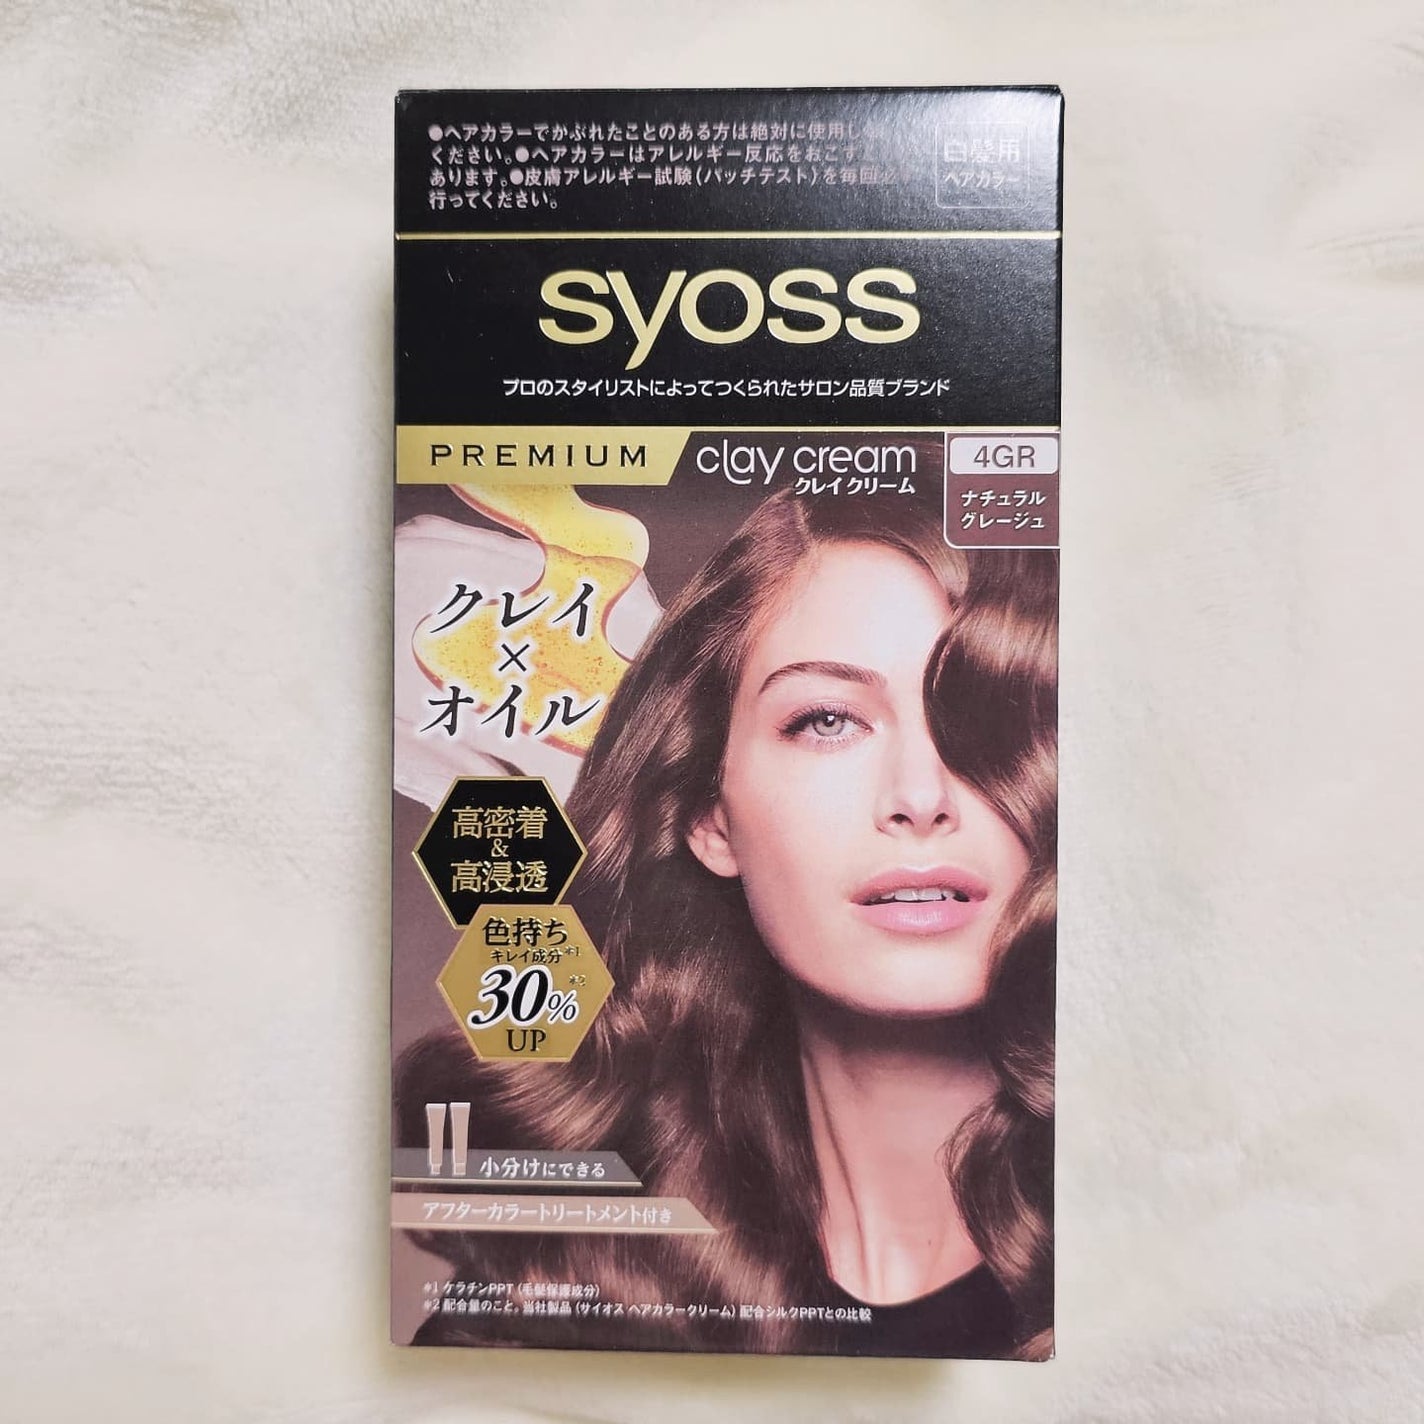 ●ヘアカラーでかぶれたことのある方は絶対に使用し
ください。●ヘアカラーはアレルギー反応をおこす
あります。●皮膚アレルギー試験(パッチテスト)を毎回必ず
行ってください。
白髪用
ヘアカラー
syoss
プロのスタイリストによってつくられたサロン品質ブランド
PREMIUM
clay cream
クレイクリーム
4GR
ナチュラル
グレージュ
クレイ
×
オイル
高密着
&
高浸透
色持ち
キレイ成分*1
30%*2
UP
小分けにできる
アフターカラートリートメント付き
*1 ケラチンPPT (毛髪保護成分)
*2 配合量のこと。当社製品 (サイオス ヘアカラークリーム) 配合シルクPPTとの比較